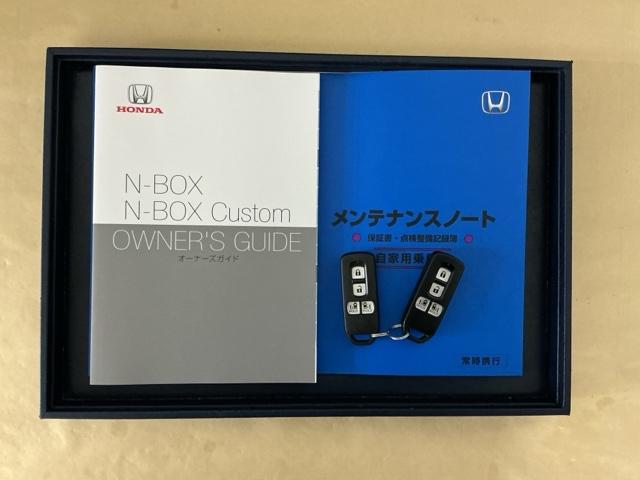 HONDA
N-BOX
N-BOX Custom
OWNER'S GUIDE
オーナーズガイド
メンテナンスノート
保証書・点検整備記録簿
自家用乗
常時携行